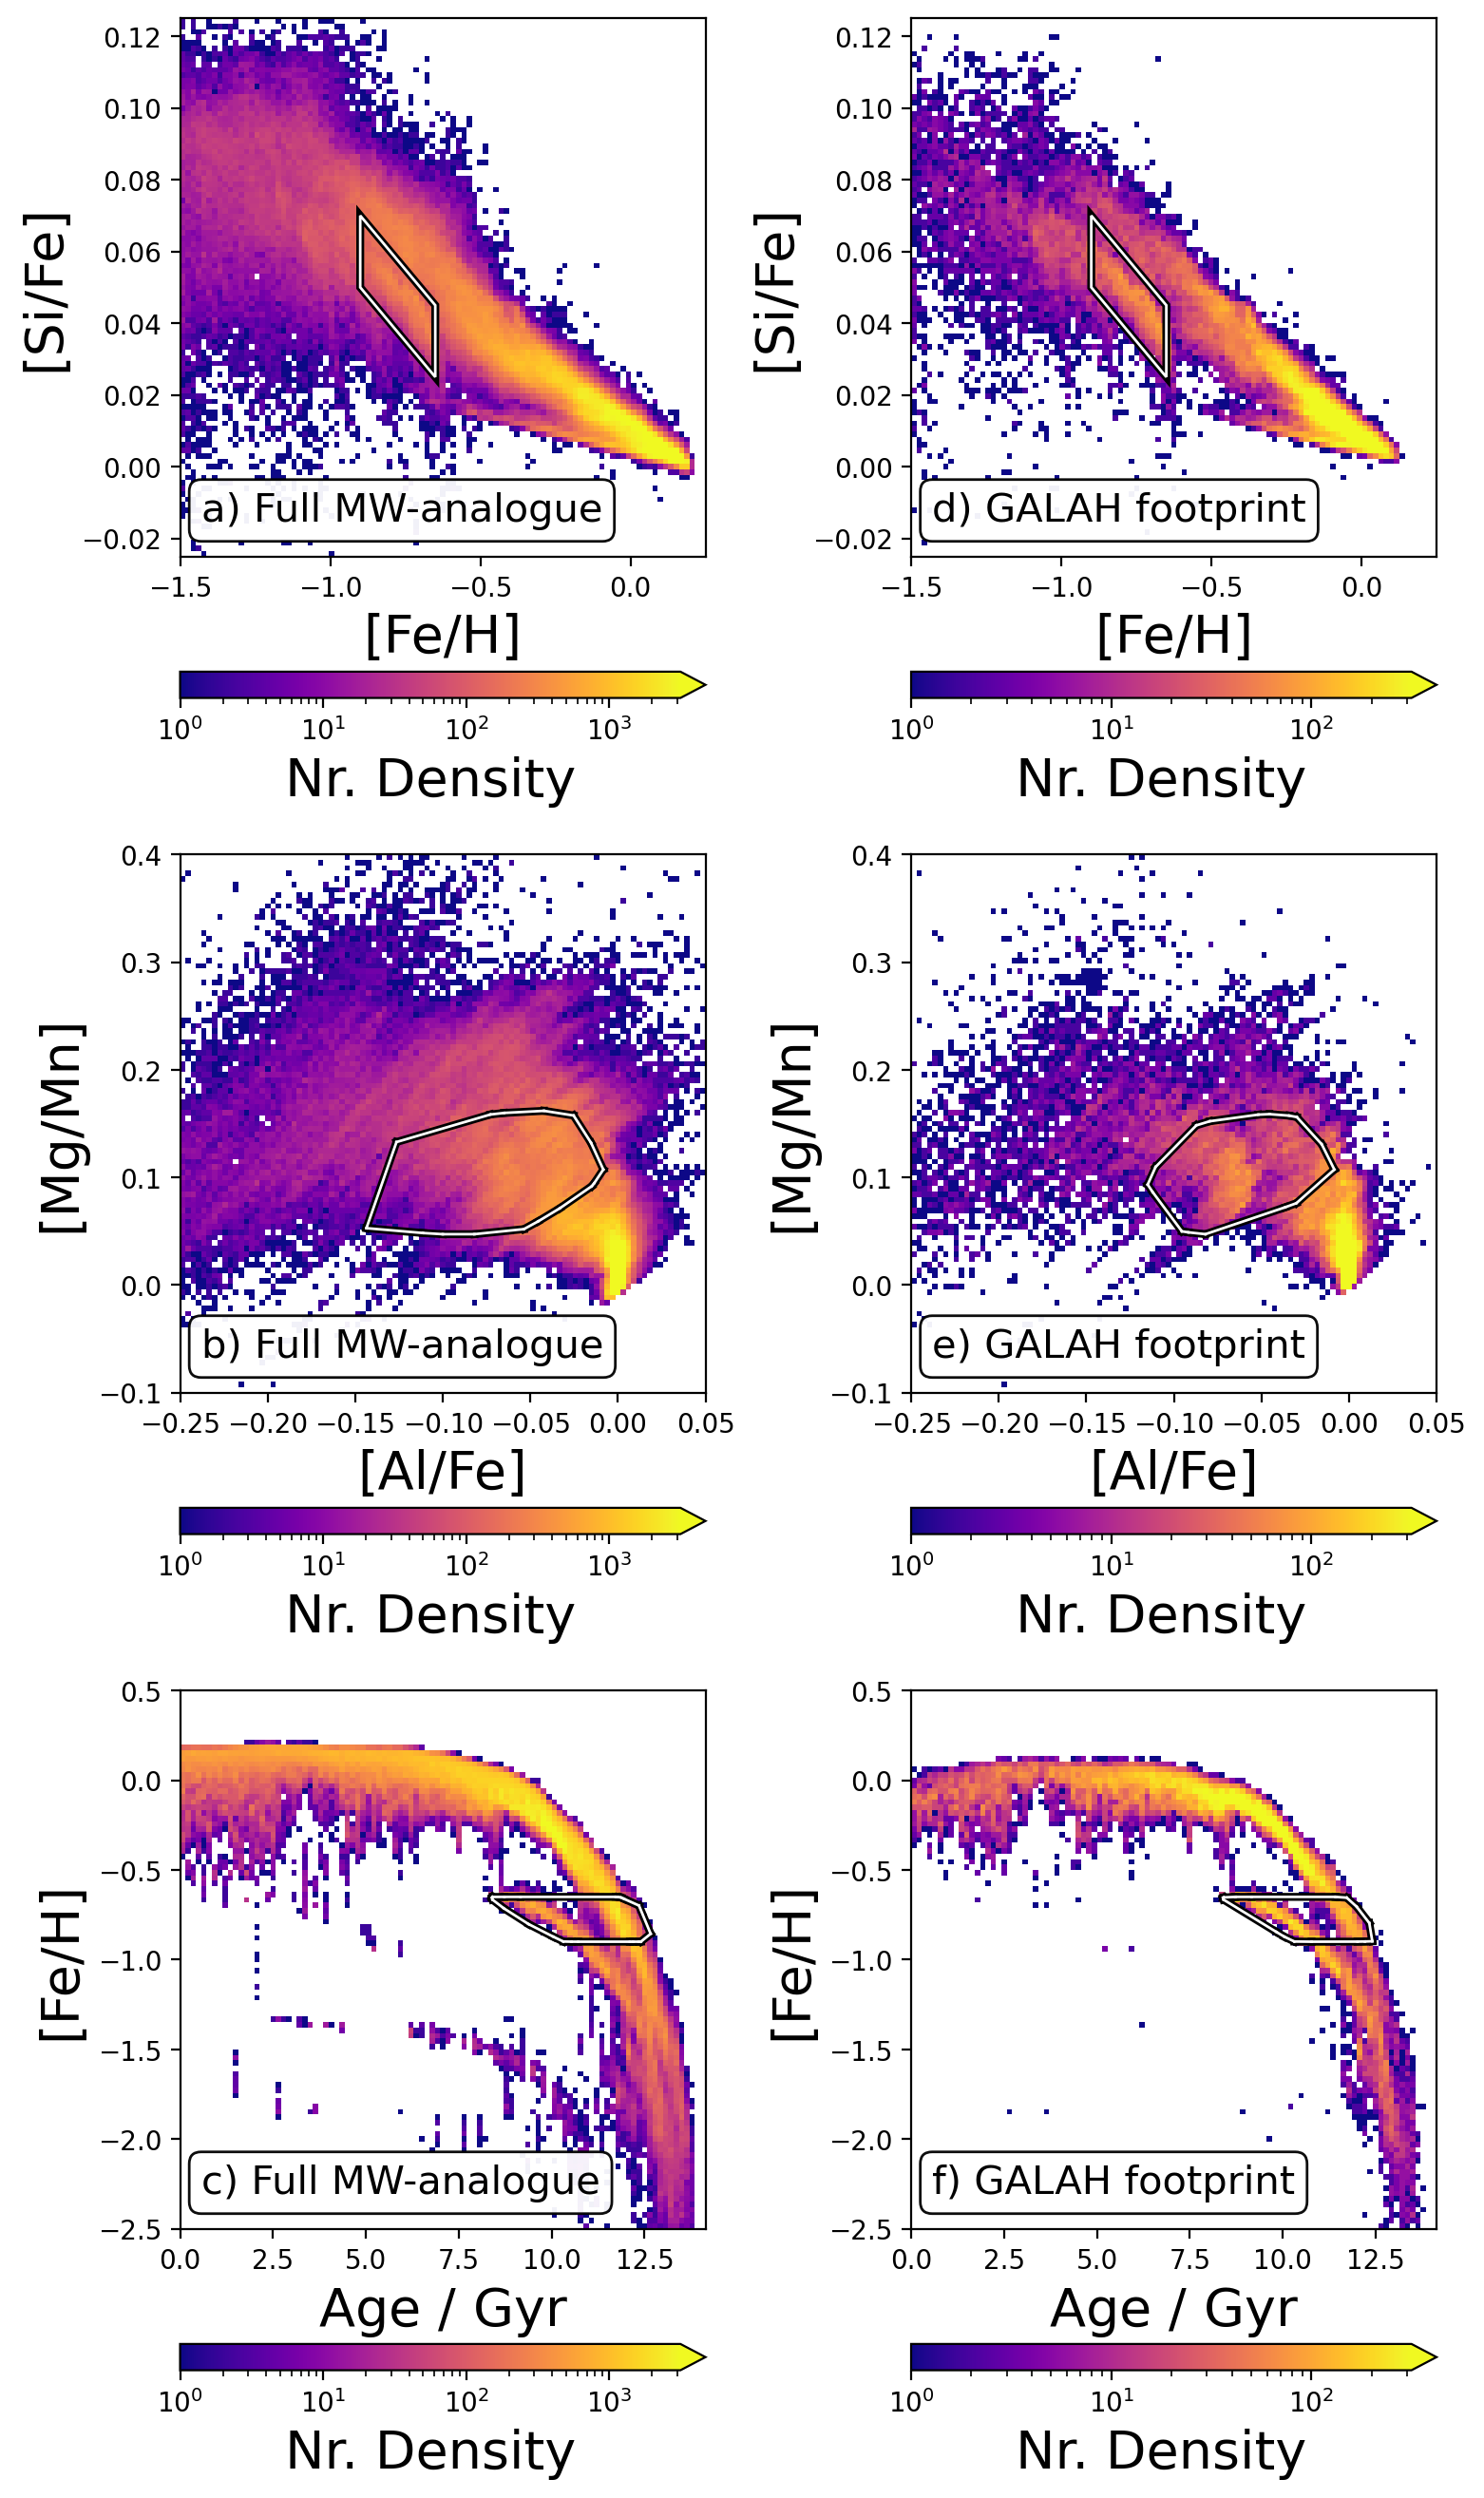 0.12
0.10
0.08
0.06
0.04
0.02
0.00
−0.02
[Si/Fe]
a) Full MW-analogue
−1.5 −1.0 −0.5 0.0
[Fe/H]
10⁰ 10¹ 10² 10³
Nr. Density
0.12
0.10
0.08
0.06
0.04
0.02
0.00
−0.02
[Si/Fe]
d) GALAH footprint
−1.5 −1.0 −0.5 0.0
[Fe/H]
10⁰ 10¹ 10²
Nr. Density
0.4
0.3
0.2
0.1
0.0
−0.1
[Mg/Mn]
b) Full MW-analogue
−0.25 −0.20 −0.15 −0.10 −0.05 0.00 0.05
[Al/Fe]
10⁰ 10¹ 10² 10³
Nr. Density
0.4
0.3
0.2
0.1
0.0
−0.1
[Mg/Mn]
e) GALAH footprint
−0.25 −0.20 −0.15 −0.10 −0.05 0.00 0.05
[Al/Fe]
10⁰ 10¹ 10²
Nr. Density
0.5
0.0
−0.5
−1.0
−1.5
−2.0
−2.5
[Fe/H]
c) Full MW-analogue
0.0 2.5 5.0 7.5 10.0 12.5
Age / Gyr
10⁰ 10¹ 10² 10³
Nr. Density
0.5
0.0
−0.5
−1.0
−1.5
−2.0
−2.5
[Fe/H]
f) GALAH footprint
0.0 2.5 5.0 7.5 10.0 12.5
Age / Gyr
10⁰ 10¹ 10²
Nr. Density